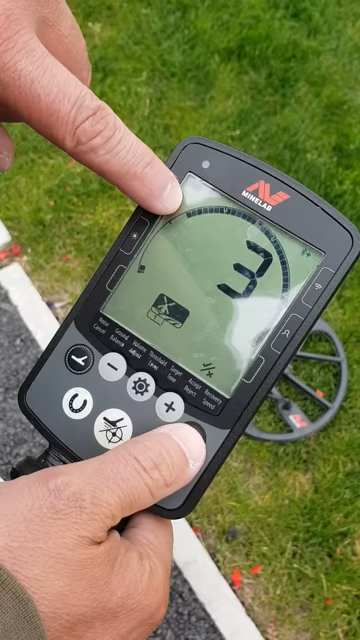 MINELAB
3
Noise Cancel
Ground Balance
Volume Adjust
Threshold Level
Target Tone
Accept Reject
Recovery Speed